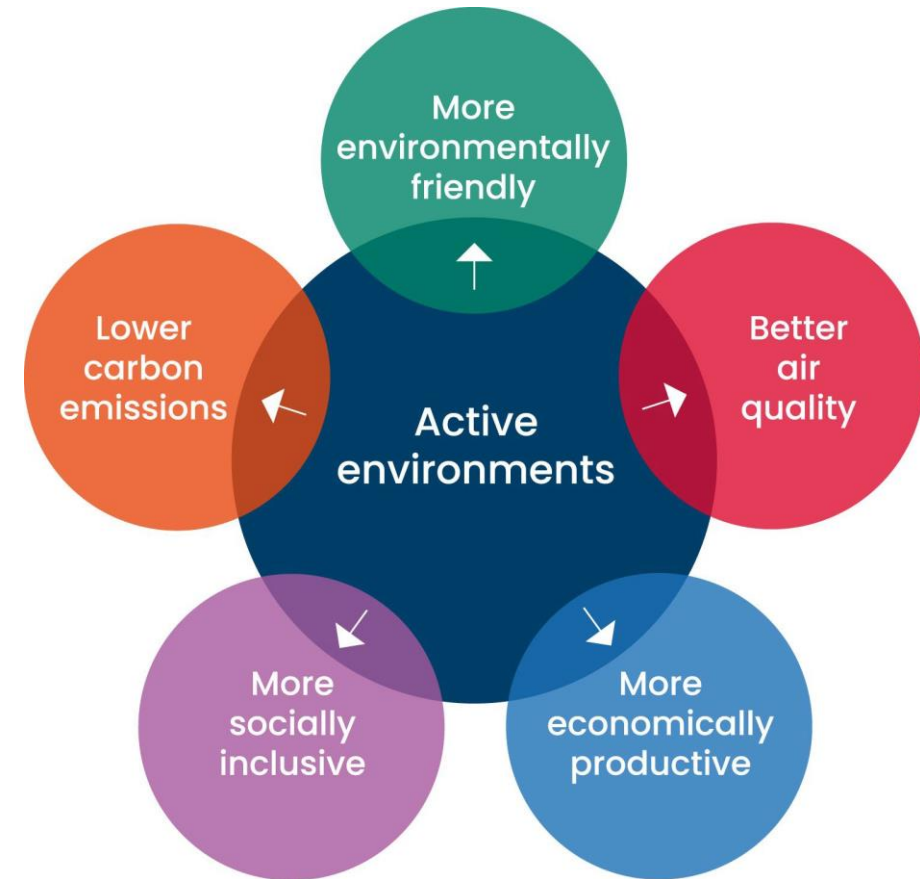 More
environmentally
friendly
Lower
carbon
emissions
Better
air
quality
Active
environments
More
socially
inclusive
More
economically
productive